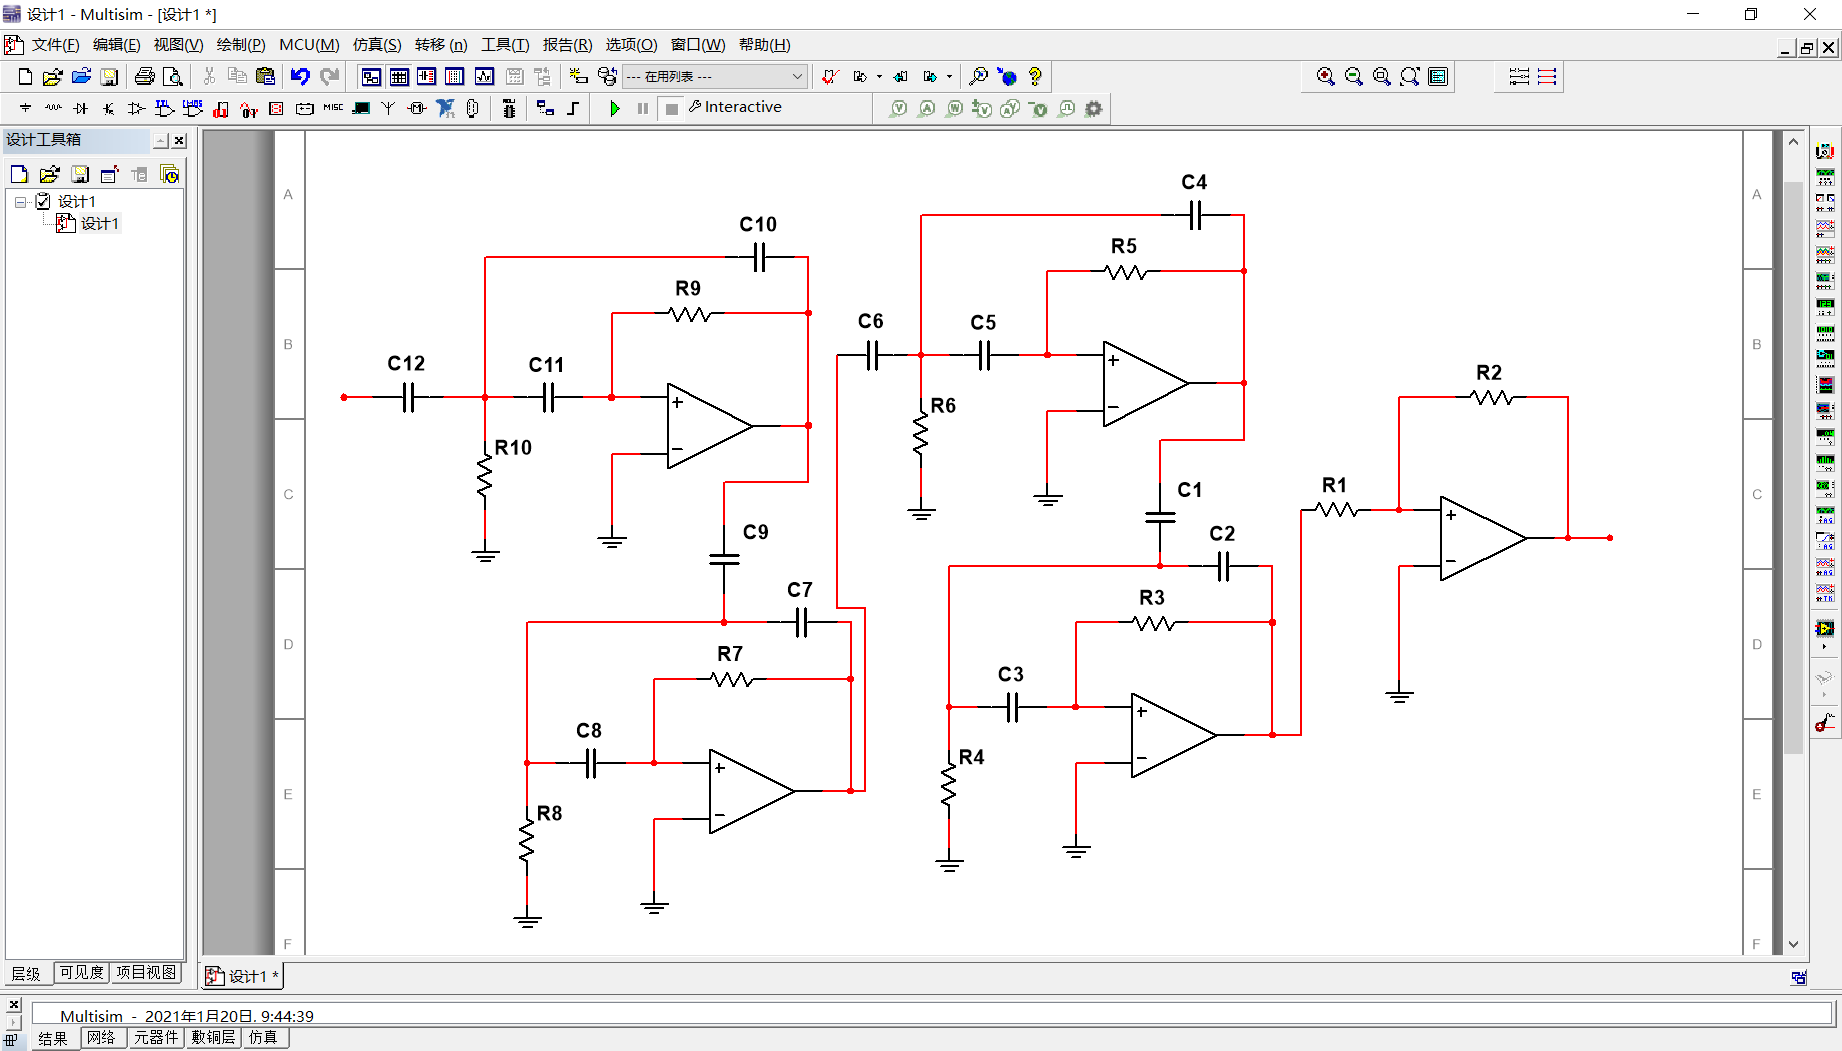 设计1 - Multisim - [设计1 *]
文件(F) 编辑(E) 视图(V) 绘制(P) MCU(M) 仿真(S) 转移 (n) 工具(T) 报告(R) 选项(O) 窗口(W) 帮助(H)
--- 在用列表 ---
MISC Interactive
设计工具箱
设计1
设计1
A A
B B
C C
D D
E E
F F
C4
C10
R5
R9
C6 C5
C12 C11
R2
R6
R10
R1
C1
C9 C2
C7 R3
R7
C3
C8
R4
R8
+
−
+
−
+
−
+
−
+
−
层级 可见度 项目视图
设计1 *
Multisim - 2021年1月20日. 9:44:39
结果 网络 元器件 敷铜层 仿真